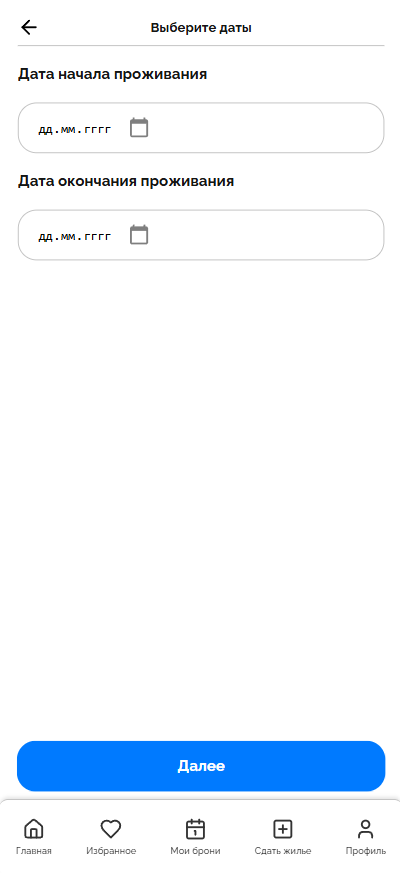 Выберите даты
Дата начала проживания
дд.мм.гггг
Дата окончания проживания
дд.мм.гггг
Далее
Главная Избранное Мои брони Сдать жилье Профиль